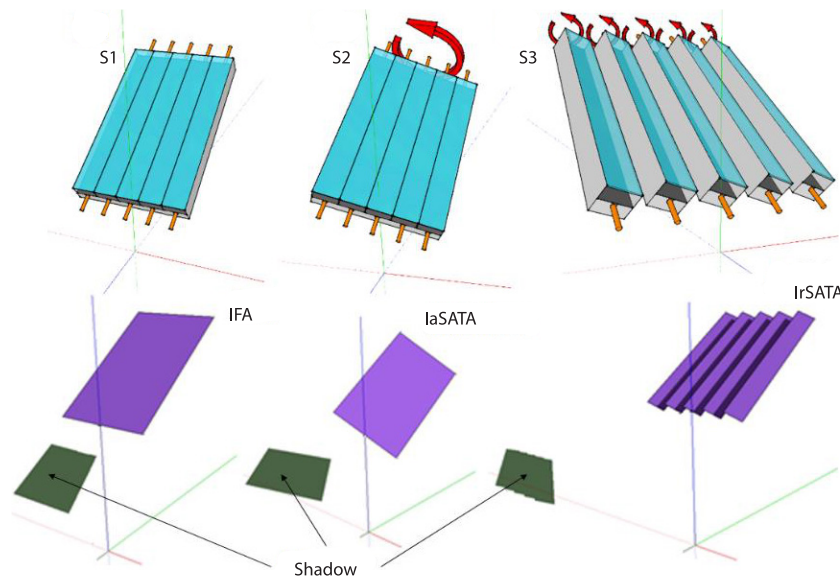 S1
S2
S3
IFA
IaSATA
IrSATA
Shadow